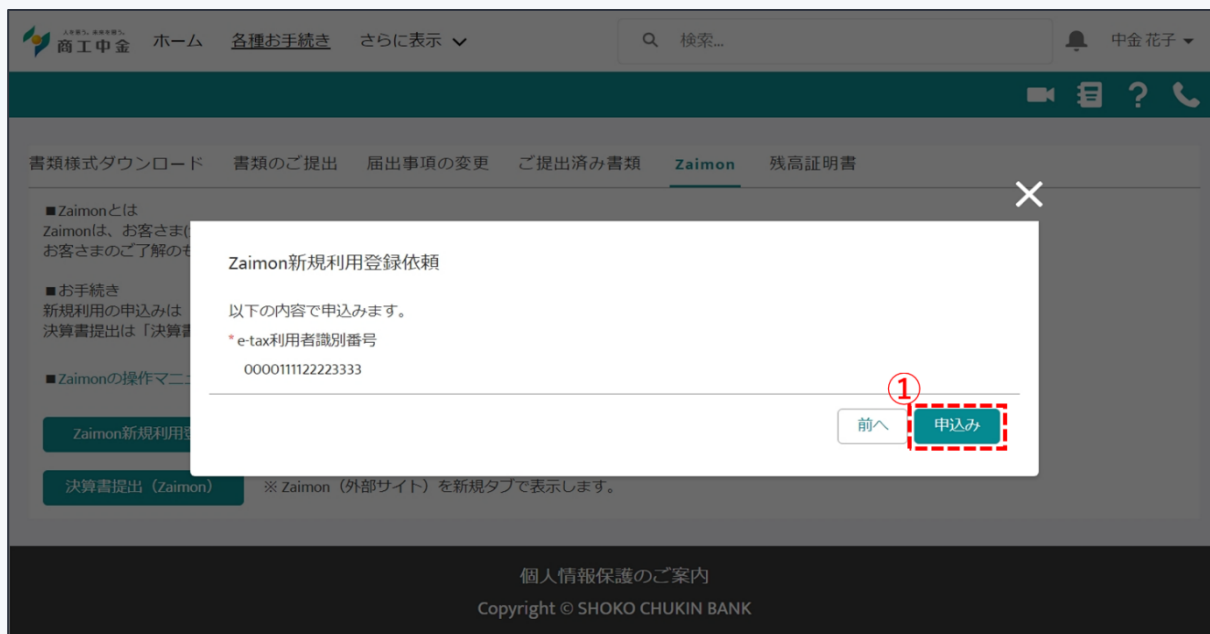 人を思う。未来を思う。
商工中金
ホーム
各種お手続き
さらに表示
検索...
中金 花子
書類様式ダウンロード
書類のご提出
届出事項の変更
ご提出済み書類
Zaimon
残高証明書
■Zaimonとは
Zaimonは、お客さま(
お客さまのご了解のも
■お手続き
新規利用の申込みは
決算書提出は「決算書
■Zaimonの操作マニュ
Zaimon新規利用登
決算書提出（Zaimon）
※ Zaimon（外部サイト）を新規タブで表示します。
Zaimon新規利用登録依頼
以下の内容で申込みます。
*e-tax利用者識別番号
0000111122223333
①
前へ
申込み
個人情報保護のご案内
Copyright © SHOKO CHUKIN BANK